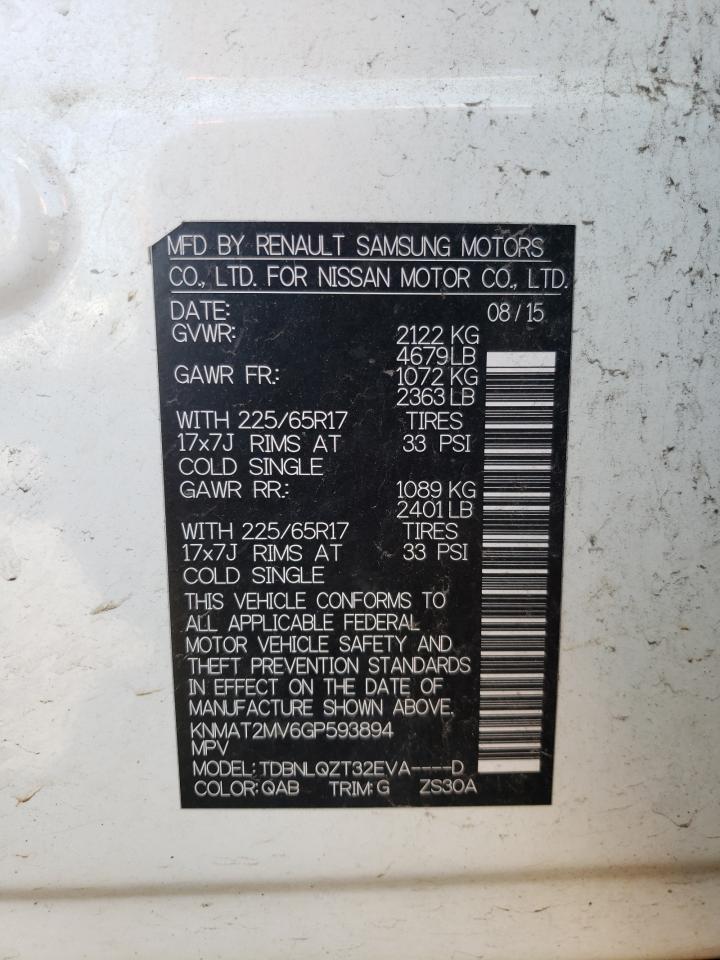 MFD BY RENAULT SAMSUNG MOTORS
CO., LTD. FOR NISSAN MOTOR CO., LTD.
DATE: 08/15
GVWR: 2122 KG
4679 LB
GAWR FR.: 1072 KG
2363 LB
WITH 225/65R17 TIRES
17x7J RIMS AT 33 PSI
COLD SINGLE
GAWR RR.: 1089 KG
2401 LB
WITH 225/65R17 TIRES
17x7J RIMS AT 33 PSI
COLD SINGLE
THIS VEHICLE CONFORMS TO
ALL APPLICABLE FEDERAL
MOTOR VEHICLE SAFETY AND
THEFT PREVENTION STANDARDS
IN EFFECT ON THE DATE OF
MANUFACTURE SHOWN ABOVE.
KNMAT2MV6GP593894
MPV
MODEL: TDBNLQZT32EVA----D
COLOR: QAB TRIM: G ZS30A